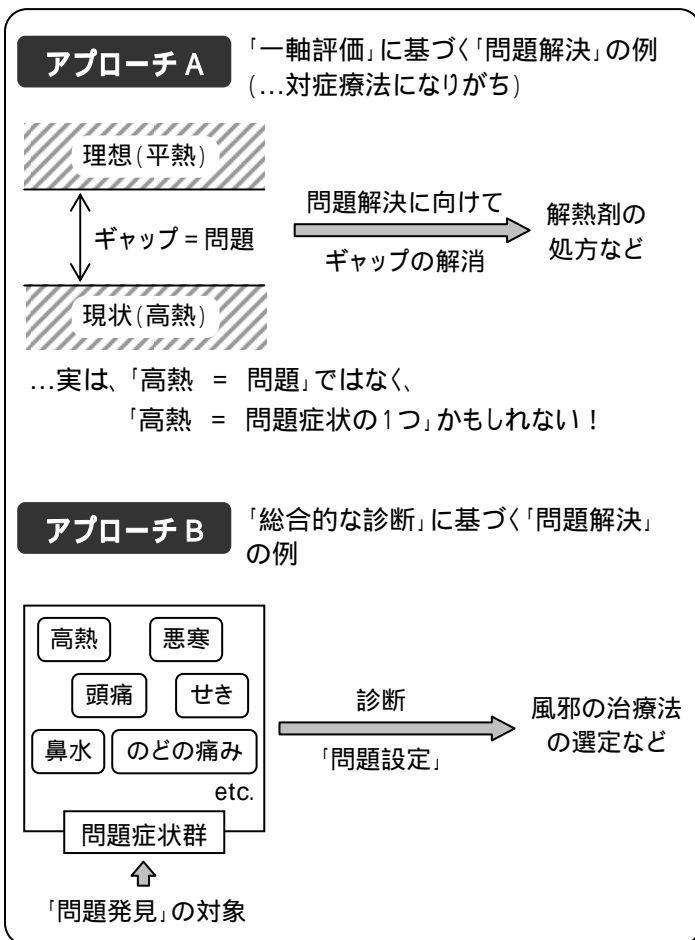 アプローチ A
「一軸評価」に基づく「問題解決」の例
(…対症療法になりがち)
理想(平熱)
ギャップ = 問題
現状(高熱)
問題解決に向けて
ギャップの解消
解熱剤の
処方など
…実は、「高熱 = 問題」ではなく、
「高熱 = 問題症状の1つ」かもしれない!
アプローチ B
「総合的な診断」に基づく「問題解決」
の例
高熱
悪寒
頭痛
せき
鼻水
のどの痛み
etc.
問題症状群
「問題発見」の対象
診断
「問題設定」
風邪の治療法
の選定など